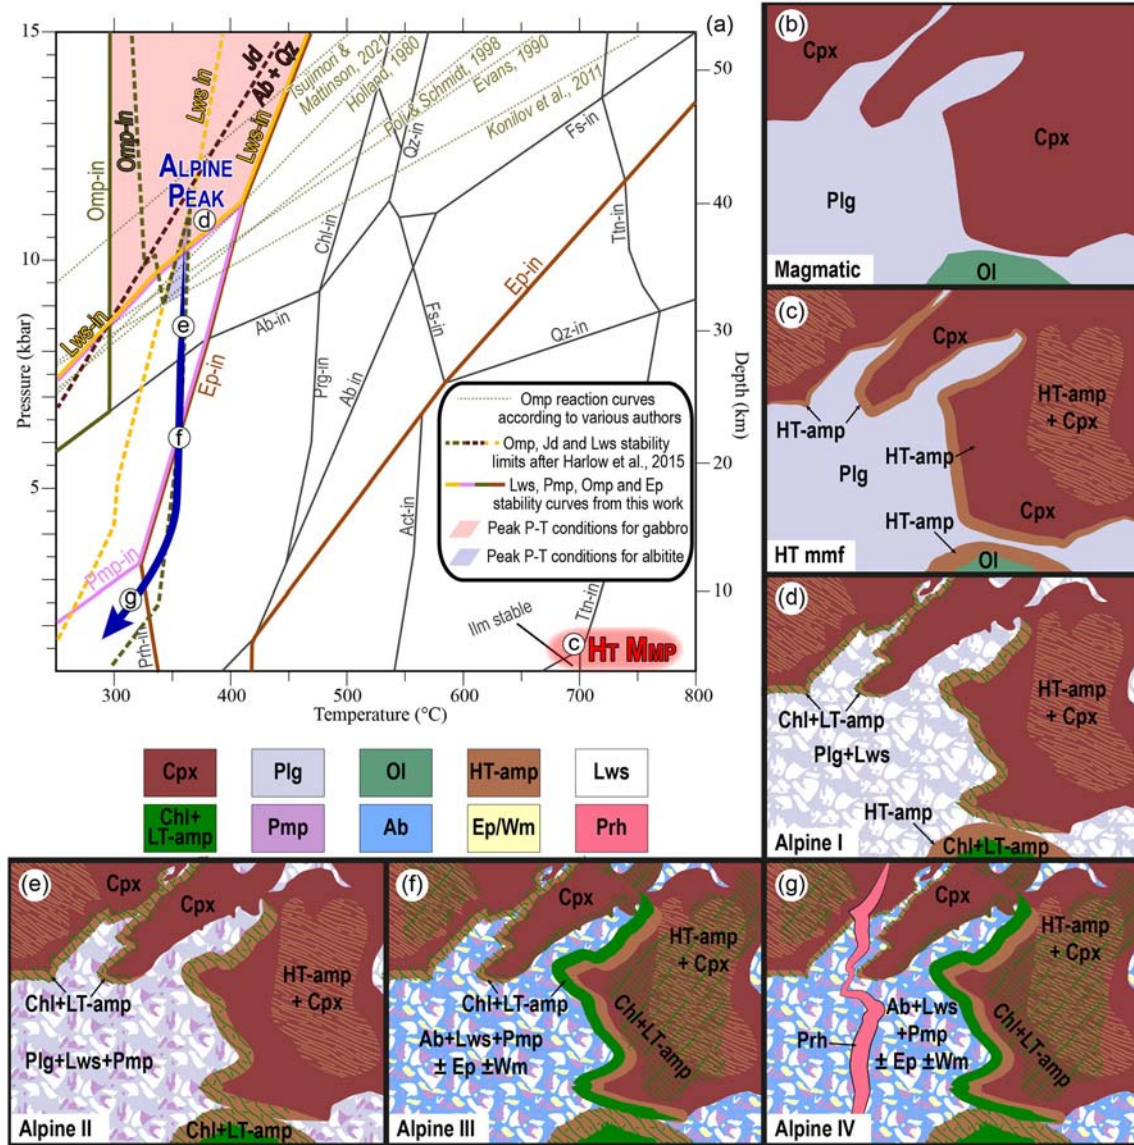 (a)
15
10
5
Pressure (kbar)
300
400
500
600
700
800
Temperature (°C)
50
40
30
20
10
Depth (km)
Omp-in
Omp-in
Lws in
Jd
Ab + Qz
Lws-in
Lws-in
Tsujimori &
Mattinson, 2021
Holland, 1980
Poli & Schmidt, 1998
Evans, 1990
Konilov et al., 2011
ALPINE
PEAK
d
e
f
g
c
Qz-in
Fs-in
Chl-in
Ttn-in
Ep-in
Ab-in
Fs-in
Qz-in
Ep-in
Prg-in
Ab in
Act-in
Pmp-in
Prh-in
Ilm stable
Ttn-in
HT MMP
Omp reaction curves
according to various authors
Omp, Jd and Lws stability
limits after Harlow et al., 2015
Lws, Pmp, Omp and Ep
stability curves from this work
Peak P-T conditions for gabbro
Peak P-T conditions for albitite
Cpx
Plg
Ol
HT-amp
Lws
Chl+
LT-amp
Pmp
Ab
Ep/Wm
Prh
(b)
Cpx
Cpx
Plg
Ol
Magmatic
(c)
Cpx
HT-amp
+ Cpx
HT-amp
HT-amp
Plg
Cpx
HT-amp
Ol
HT mmf
(d)
HT-amp
+ Cpx
Chl+LT-amp
Plg+Lws
HT-amp
Chl+LT-amp
Alpine I
(e)
Cpx
Cpx
HT-amp
+ Cpx
Chl+LT-amp
Plg+Lws+Pmp
Chl+LT-amp
Alpine II
(f)
Cpx
HT-amp
+ Cpx
Chl+LT-amp
Chl+LT-amp
Ab+Lws+Pmp
± Ep ±Wm
Alpine III
(g)
Cpx
HT-amp
+ Cpx
Chl+LT-amp
Ab+Lws
+Pmp
± Ep ±Wm
Prh
Alpine IV